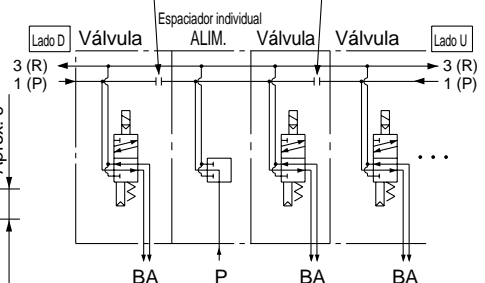 Espaciador individual
Lado D Válvula ALIM. Válvula Válvula Lado U
3 (R) 3 (R)
1 (P) 1 (P)
BA P BA BA